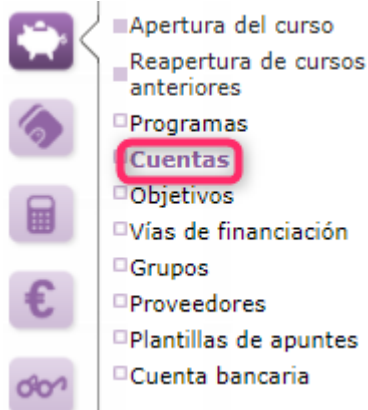 Apertura del curso
Reapertura de cursos
anteriores
Programas
Cuentas
Objetivos
Vías de financiación
Grupos
Proveedores
Plantillas de apuntes
Cuenta bancaria
€